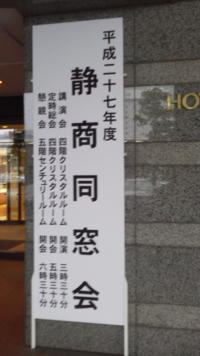 平成二十七年度
静商同窓会
講演会 四階クリスタルルーム 開演 三時三十分
定時総会 四階クリスタルルーム 開会 五時三十分
懇親会 五階センチュリールーム 開会 六時三十分
HO